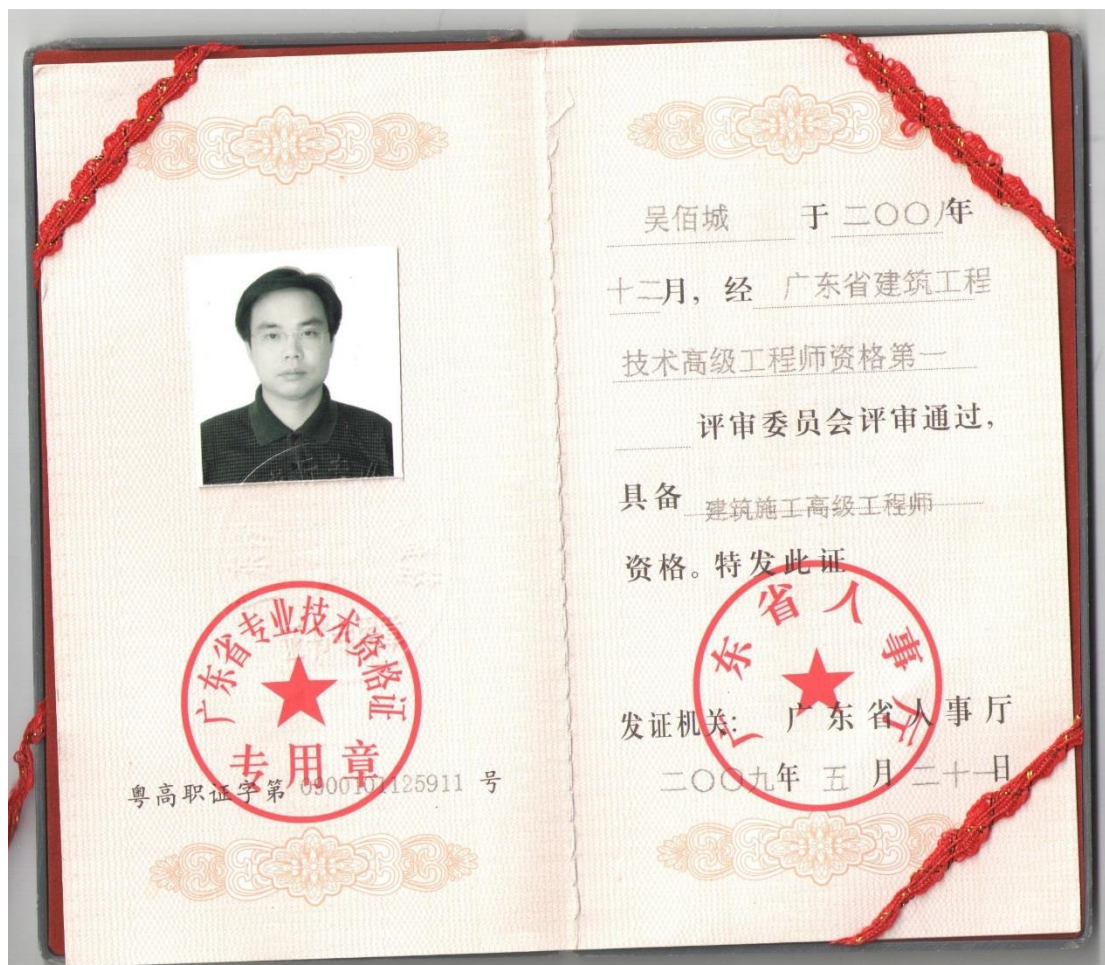 广东省专业技术资格证
专用章
粤高职证字第 0900101125911 号
吴佰城 于 二〇〇八年
十二月，经 广东省建筑工程
技术高级工程师资格第一
评审委员会评审通过，
具备 建筑施工高级工程师
资格。特发此证
广东省人事厅
发证机关： 广东省人事厅
二〇〇九年 五 月 二十一日